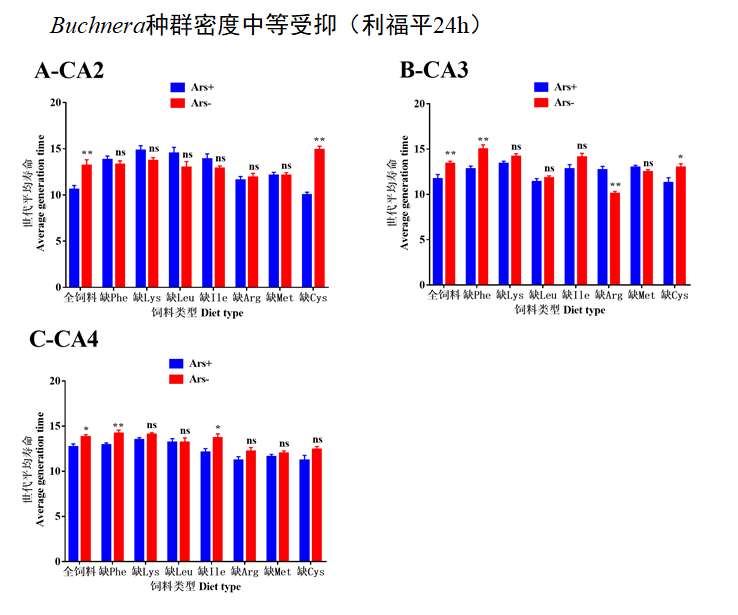 Buchnera种群密度中等受抑（利福平24h）
A-CA2
Ars+
Ars-
世代平均寿命
Average generation time
20
15
10
5
0
**
ns
ns
ns
ns
ns
ns
**
全饲料 缺Phe 缺Lys 缺Leu 缺Ile 缺Arg 缺Met 缺Cys
饲料类型 Diet type
B-CA3
Ars+
Ars-
世代平均寿命
Average generation time
20
15
10
5
0
**
**
ns
ns
ns
**
ns
*
全饲料 缺Phe 缺Lys 缺Leu 缺Ile 缺Arg 缺Met 缺Cys
饲料类型 Diet type
C-CA4
Ars+
Ars-
世代平均寿命
Average generation time
20
15
10
5
0
*
**
ns
ns
*
ns
ns
ns
全饲料 缺Phe 缺Lys 缺Leu 缺Ile 缺Arg 缺Met 缺Cys
饲料类型 Diet type